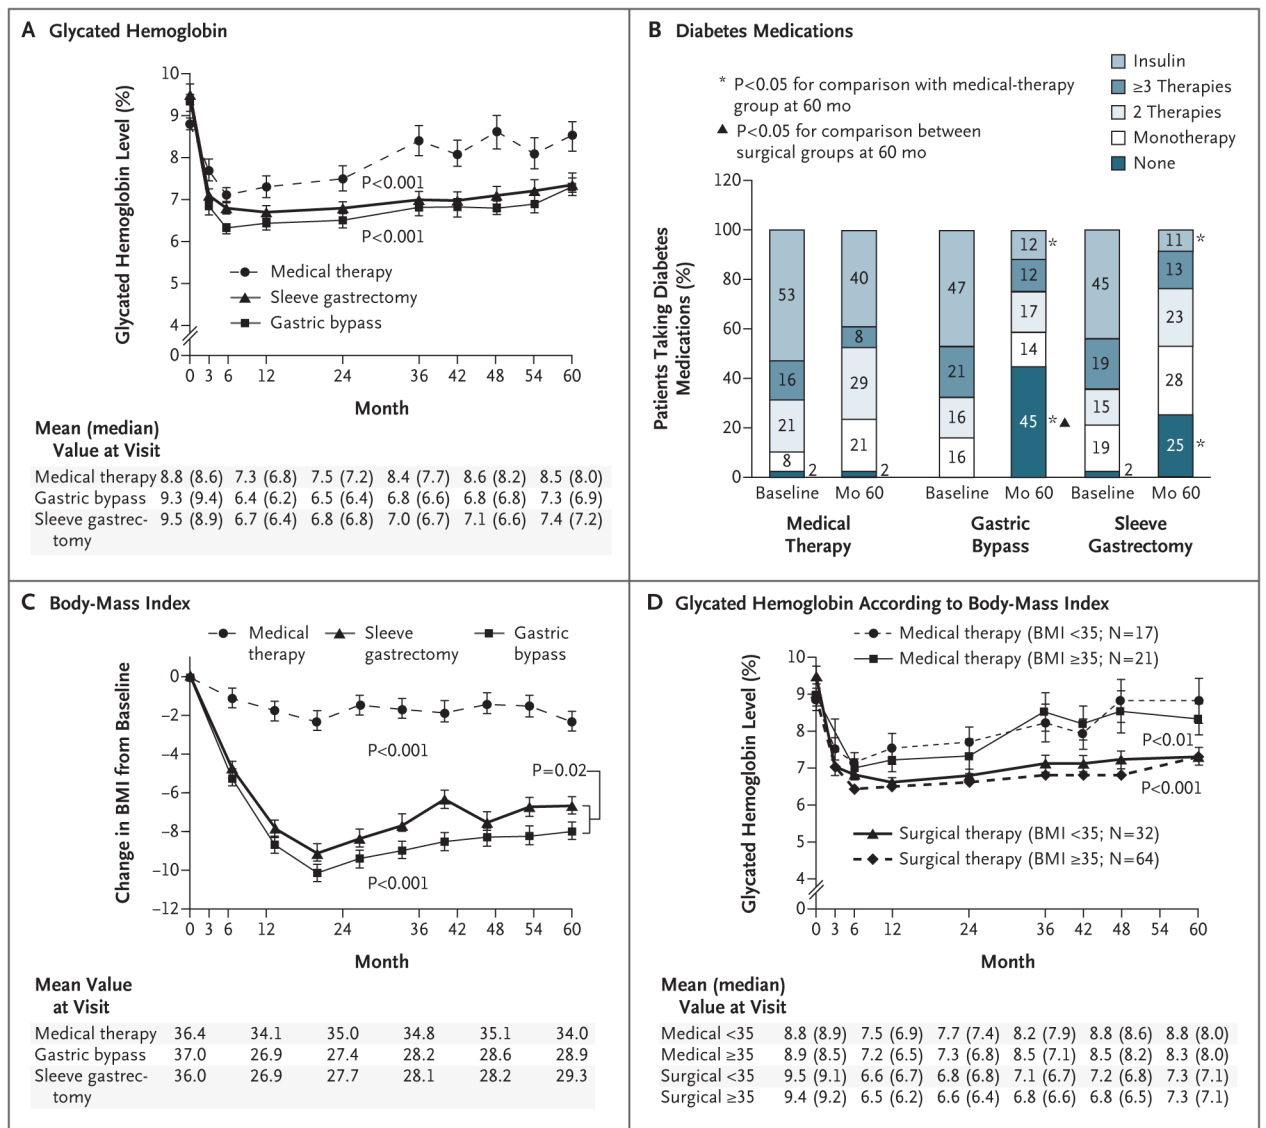 A Glycated Hemoglobin
Glycated Hemoglobin Level (%)
10
9
8
7
6
5
4
0
P<0.001
P<0.001
Medical therapy
Sleeve gastrectomy
Gastric bypass
0 3 6 12 24 36 42 48 54 60
Month
Mean (median)
Value at Visit
Medical therapy 8.8 (8.6) 7.3 (6.8) 7.5 (7.2) 8.4 (7.7) 8.6 (8.2) 8.5 (8.0)
Gastric bypass 9.3 (9.4) 6.4 (6.2) 6.5 (6.4) 6.8 (6.6) 6.8 (6.8) 7.3 (6.9)
Sleeve gastrec- 9.5 (8.9) 6.7 (6.4) 6.8 (6.8) 7.0 (6.7) 7.1 (6.6) 7.4 (7.2)
tomy
B Diabetes Medications
* P<0.05 for comparison with medical-therapy
group at 60 mo
▲ P<0.05 for comparison between
surgical groups at 60 mo
Insulin
≥3 Therapies
2 Therapies
Monotherapy
None
Patients Taking Diabetes
Medications (%)
120
100
80
60
40
20
0
53
16
21
8
2
40
8
29
21
2
47
21
16
16
12 *
12
17
14
45 * ▲
45
19
15
19
2
11 *
13
23
28
25 *
Baseline Mo 60 Baseline Mo 60 Baseline Mo 60
Medical
Therapy
Gastric
Bypass
Sleeve
Gastrectomy
C Body-Mass Index
Medical
therapy
Sleeve
gastrectomy
Gastric
bypass
Change in BMI from Baseline
0
−2
−4
−6
−8
−10
−12
P<0.001
P=0.02
P<0.001
0 3 6 12 24 36 42 48 54 60
Month
Mean Value
at Visit
Medical therapy 36.4 34.1 35.0 34.8 35.1 34.0
Gastric bypass 37.0 26.9 27.4 28.2 28.6 28.9
Sleeve gastrec- 36.0 26.9 27.7 28.1 28.2 29.3
tomy
D Glycated Hemoglobin According to Body-Mass Index
Medical therapy (BMI <35; N=17)
Medical therapy (BMI ≥35; N=21)
Glycated Hemoglobin Level (%)
10
9
8
7
6
5
4
0
P<0.01
P<0.001
Surgical therapy (BMI <35; N=32)
Surgical therapy (BMI ≥35; N=64)
0 3 6 12 24 36 42 48 54 60
Month
Mean (median)
Value at Visit
Medical <35 8.8 (8.9) 7.5 (6.9) 7.7 (7.4) 8.2 (7.9) 8.8 (8.6) 8.8 (8.0)
Medical ≥35 8.9 (8.5) 7.2 (6.5) 7.3 (6.8) 8.5 (7.1) 8.5 (8.2) 8.3 (8.0)
Surgical <35 9.5 (9.1) 6.6 (6.7) 6.8 (6.8) 7.1 (6.7) 7.2 (6.8) 7.3 (7.1)
Surgical ≥35 9.4 (9.2) 6.5 (6.2) 6.6 (6.4) 6.8 (6.6) 6.8 (6.5) 7.3 (7.1)